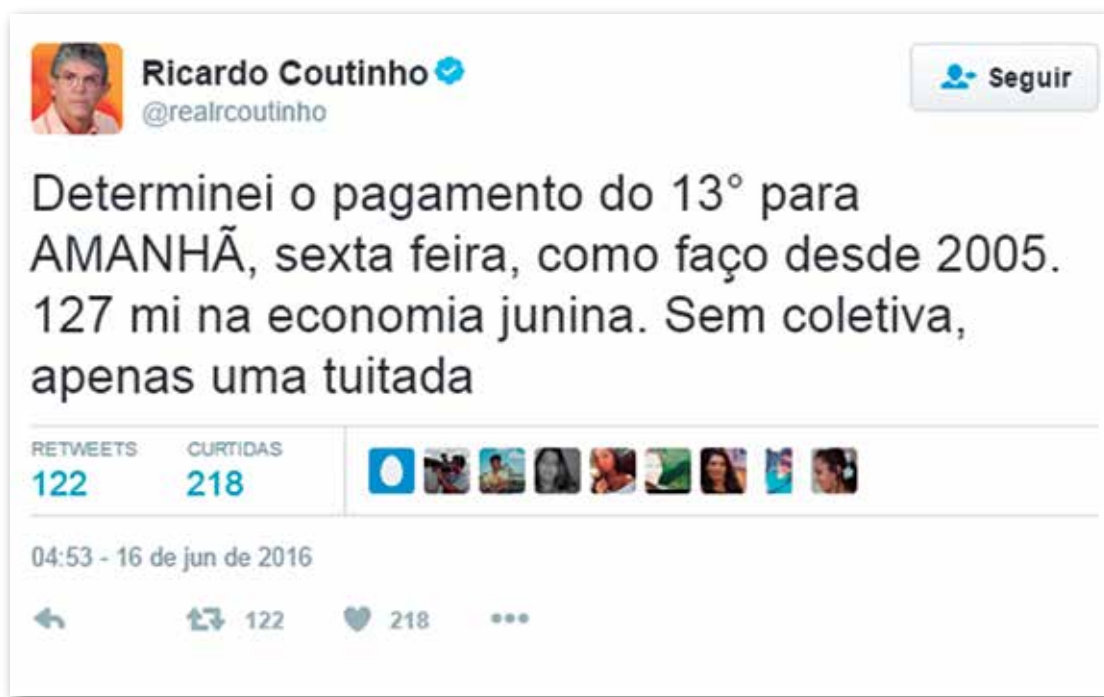 Ricardo Coutinho
@realrcoutinho
Seguir
Determinei o pagamento do 13° para
AMANHÃ, sexta feira, como faço desde 2005.
127 mi na economia junina. Sem coletiva,
apenas uma tuitada
RETWEETS CURTIDAS
122 218
04:53 - 16 de jun de 2016
122 218